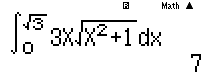 R Math ▲
∫₀^√3 3X√(X²+1) dx
7